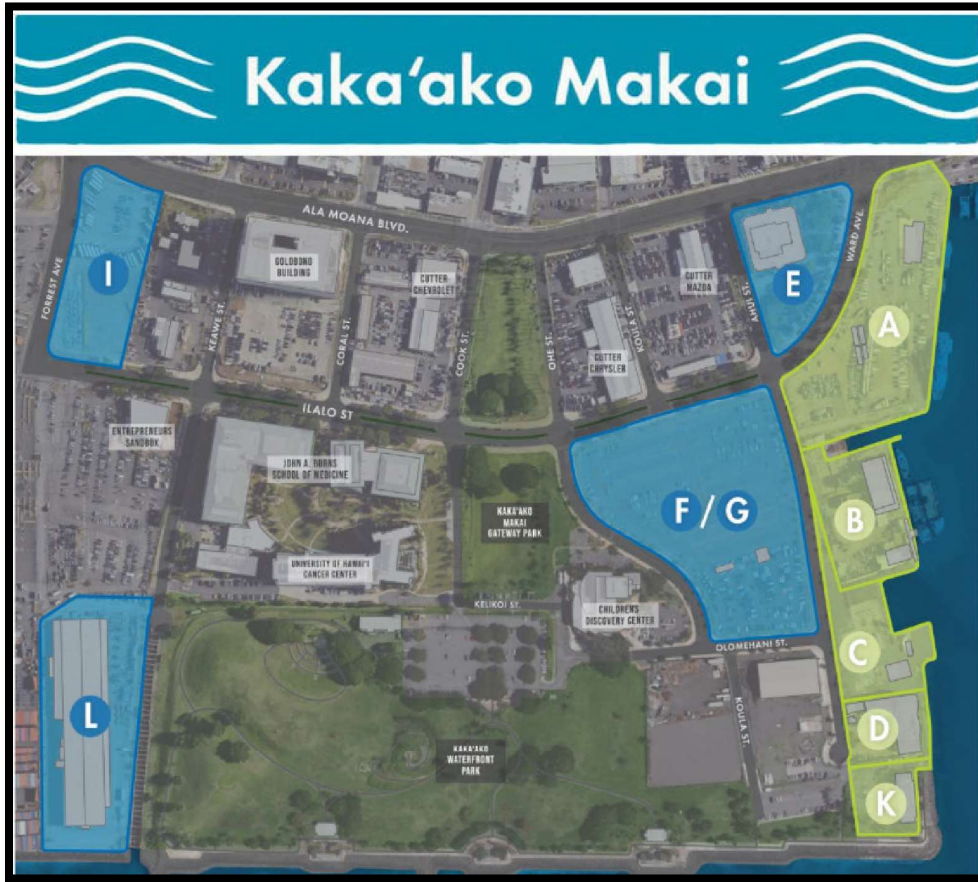 Kaka‘ako Makai
ALA MOANA BLVD.
WARD AVE.
FORREST AVE
I
GOLDBOND
BUILDING
CUTTER
CHEVROLET
CUTTER
MAZDA
E
A
KEAWE ST.
CORAL ST.
COOK ST.
OHE ST.
KOULA ST.
AHUI ST.
CUTTER
CHRYSLER
ILALO ST
ENTREPRENEURS
SANDBOX
JOHN A. BURNS
SCHOOL OF MEDICINE
KAKA'AKO
MAKAI
GATEWAY PARK
F / G
B
UNIVERSITY OF HAWAI'I
CANCER CENTER
KELIKOI ST.
CHILDREN'S
DISCOVERY CENTER
OLOMEHANI ST.
C
L
KAKA'AKO
WATERFRONT
PARK
KOULA ST.
D
K